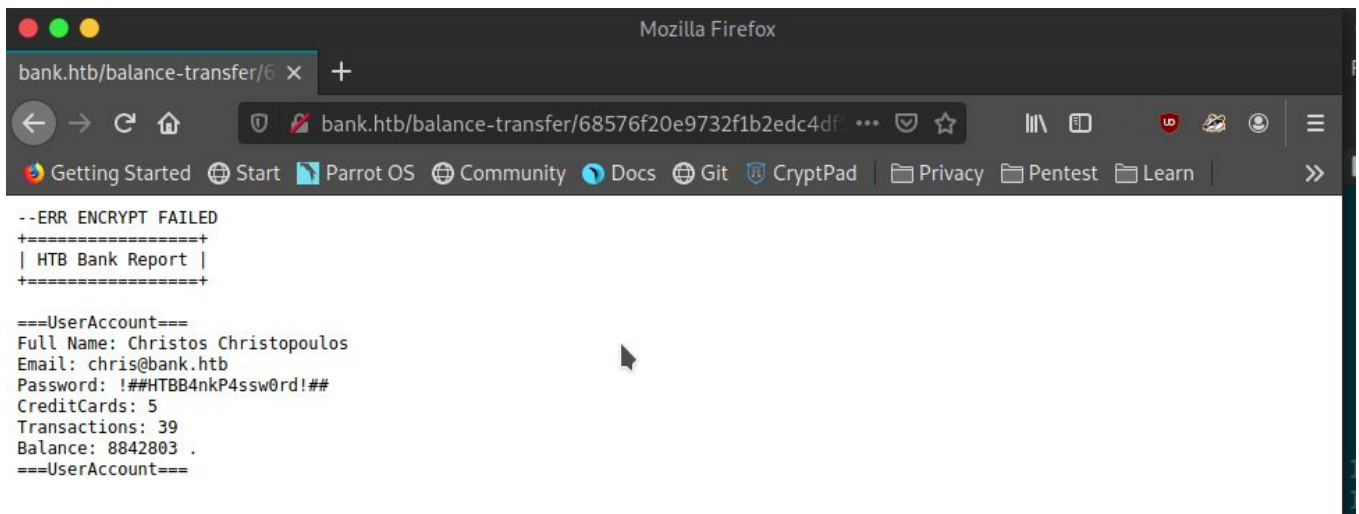 Mozilla Firefox
bank.htb/balance-transfer/6
bank.htb/balance-transfer/68576f20e9732f1b2edc4df
Getting Started Start Parrot OS Community Docs Git CryptPad Privacy Pentest Learn
--ERR ENCRYPT FAILED
+=================+
| HTB Bank Report |
+=================+
===UserAccount===
Full Name: Christos Christopoulos
Email: chris@bank.htb
Password: !##HTBB4nkP4ssw0rd!##
CreditCards: 5
Transactions: 39
Balance: 8842803 .
===UserAccount===